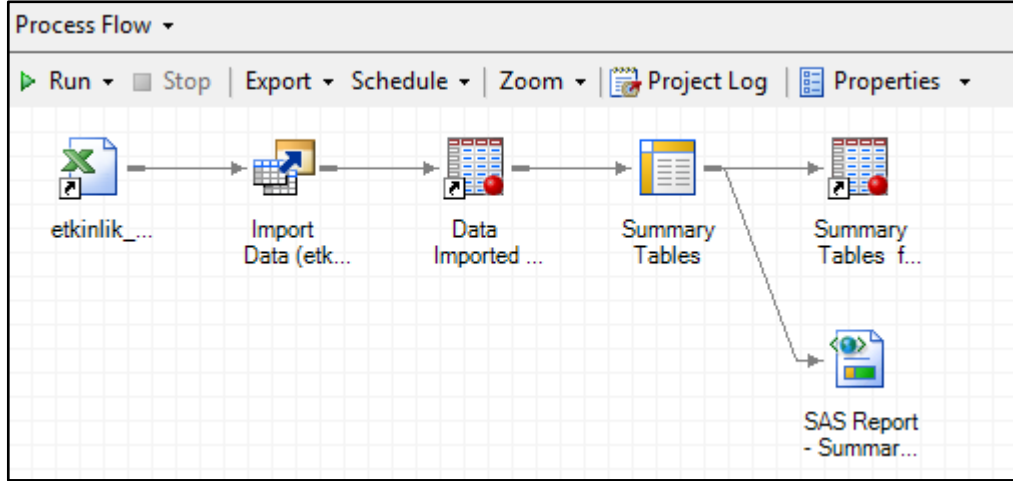 Process Flow
Run Stop Export Schedule Zoom Project Log Properties
etkinlik_... Import Data Summary Summary
Data (etk... Imported ... Tables Tables f...
SAS Report
- Summar...